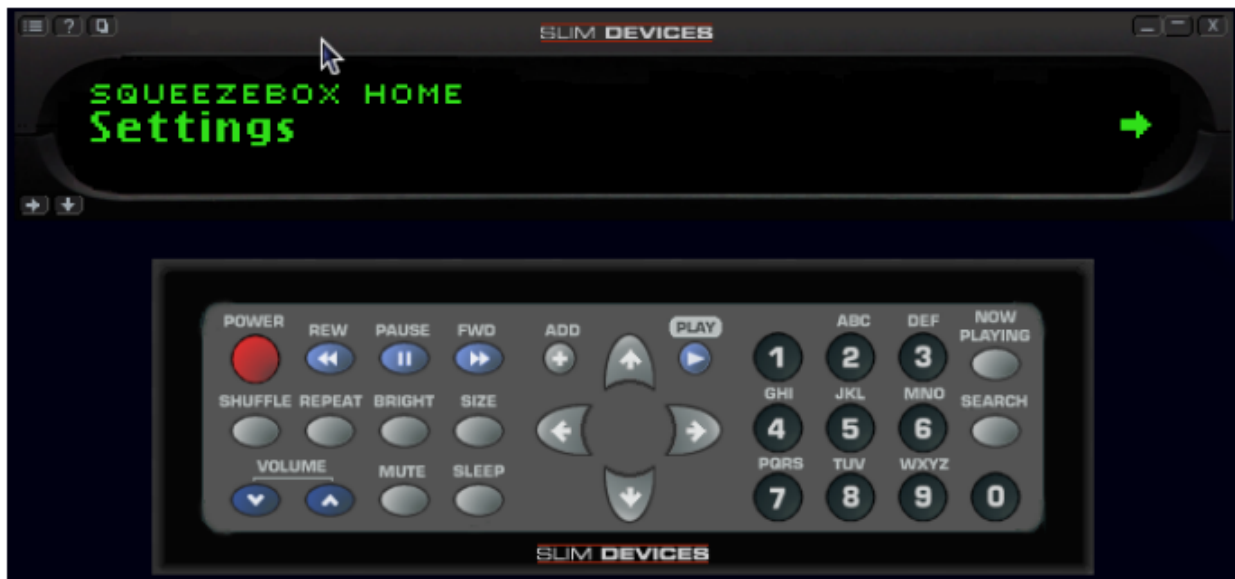 ? SLIM DEVICES X
SQUEEZEBOX HOME
Settings
POWER REW PAUSE FWD ADD PLAY ABC DEF NOW PLAYING
1 2 3
SHUFFLE REPEAT BRIGHT SIZE GHI JKL MNO SEARCH
4 5 6
VOLUME MUTE SLEEP PQRS TUV WXYZ
7 8 9 0
SLIM DEVICES